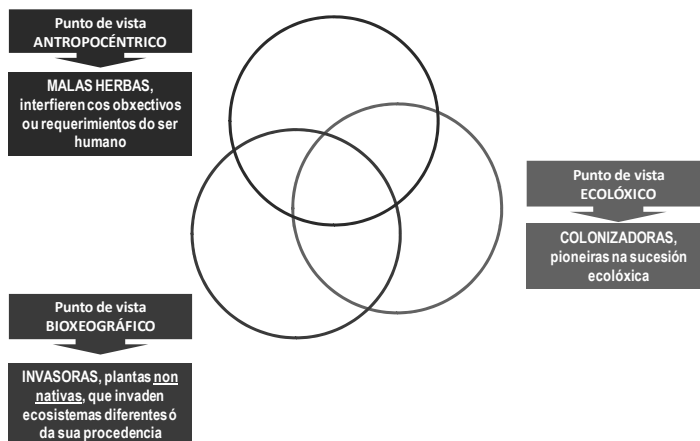 Punto de vista
ANTROPOCÉNTRICO
MALAS HERBAS,
interfieren cos obxectivos
ou requerimentos do ser
humano
Punto de vista
ECOLÓXICO
COLONIZADORAS,
pioneiras na sucesión
ecolóxica
Punto de vista
BIOXEOGRÁFICO
INVASORAS, plantas non
nativas, que invaden
ecosistemas diferentes ó
da sua procedencia